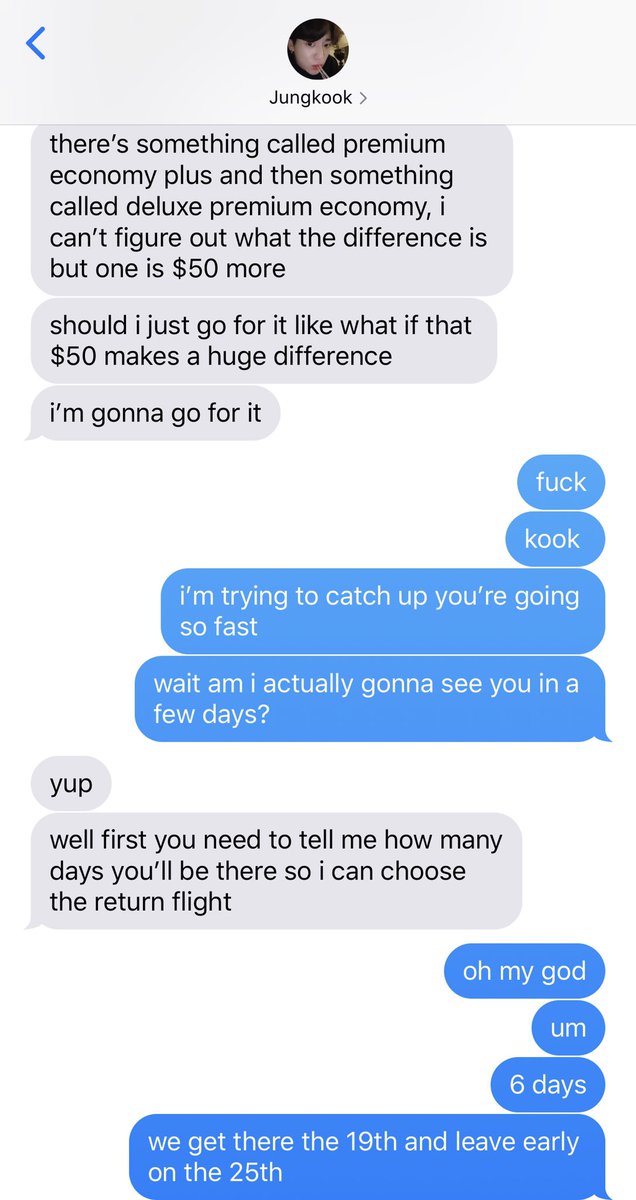 Jungkook
there’s something called premium
economy plus and then something
called deluxe premium economy, i
can’t figure out what the difference is
but one is $50 more
should i just go for it like what if that
$50 makes a huge difference
i’m gonna go for it
fuck
kook
i’m trying to catch up you’re going
so fast
wait am i actually gonna see you in a
few days?
yup
well first you need to tell me how many
days you’ll be there so i can choose
the return flight
oh my god
um
6 days
we get there the 19th and leave early
on the 25th